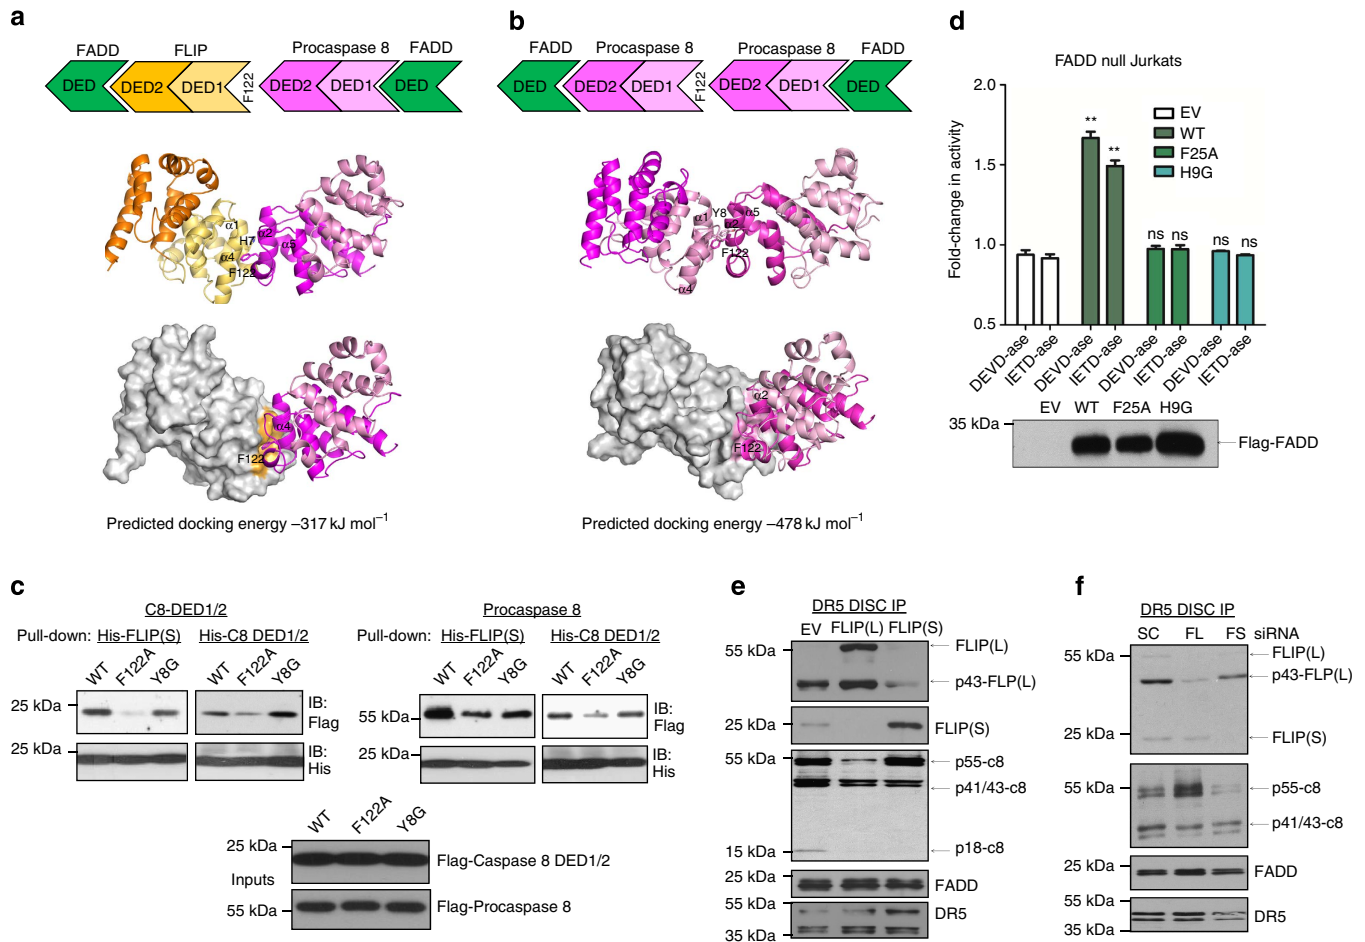 a
FADD FLIP Procaspase 8 FADD
DED DED2 DED1 F122 DED2 DED1 DED
α1 H7 α2 α5 α4 F122
α4
F122
Predicted docking energy –317 kJ mol−1
b
FADD Procaspase 8 Procaspase 8 FADD
DED DED2 DED1 F122 DED2 DED1 DED
α1 Y8 α5 α2 F122 α4
α2
F122
Predicted docking energy –478 kJ mol−1
d
FADD null Jurkats
Fold-change in activity
2.0
1.5
1.0
0.5
EV
WT
F25A
H9G
** ** ns ns ns ns
DEVD-ase IETD-ase DEVD-ase IETD-ase DEVD-ase IETD-ase DEVD-ase IETD-ase
EV WT F25A H9G
35 kDa
Flag-FADD
c
C8-DED1/2
Pull-down: His-FLIP(S) His-C8 DED1/2
WT F122A Y8G WT F122A Y8G
25 kDa
IB: Flag
25 kDa
IB: His
Procaspase 8
Pull-down: His-FLIP(S) His-C8 DED1/2
WT F122A Y8G WT F122A Y8G
55 kDa
IB: Flag
25 kDa
IB: His
WT F122A Y8G
25 kDa
Flag-Caspase 8 DED1/2
Inputs
55 kDa
Flag-Procaspase 8
e
DR5 DISC IP
EV FLIP(L) FLIP(S)
55 kDa
FLIP(L)
p43-FLP(L)
25 kDa
FLIP(S)
55 kDa
p55-c8
p41/43-c8
15 kDa
p18-c8
25 kDa
FADD
55 kDa
DR5
35 kDa
f
DR5 DISC IP
SC FL FS siRNA
55 kDa
FLIP(L)
p43-FLP(L)
25 kDa
FLIP(S)
55 kDa
p55-c8
p41/43-c8
25 kDa
FADD
55 kDa
DR5
35 kDa